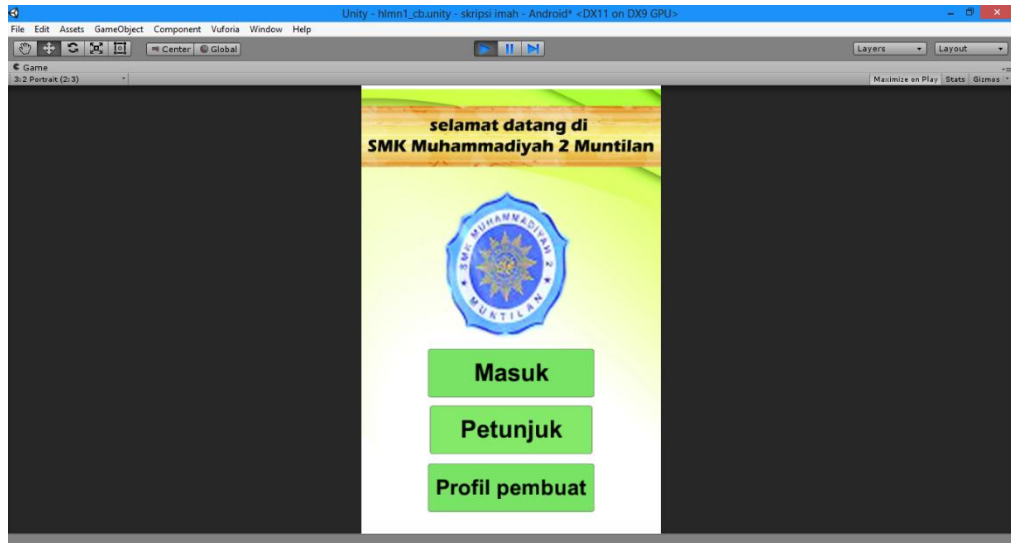 Unity - hlmn1_cb.unity - skripsi imah - Android* <DX11 on DX9 GPU>
File Edit Assets GameObject Component Vuforia Window Help
Center Global
Layers Layout
Game
3:2 Portrait (2:3)
Maximize on Play Stats Gizmos
selamat datang di
SMK Muhammadiyah 2 Muntilan
SMK MUHAMMADIYAH 2
MUNTILAN
Masuk
Petunjuk
Profil pembuat